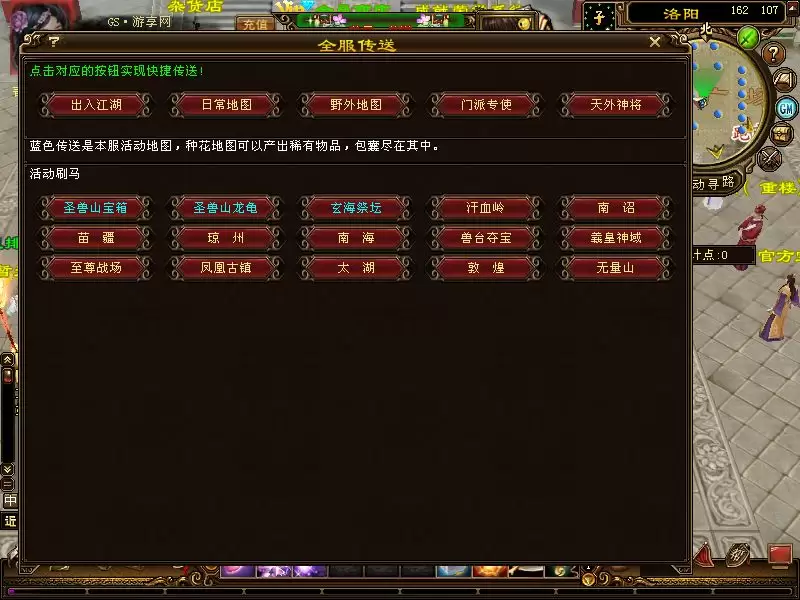 杂货店
GS·游享网
充值
洛阳
162 107
北
子
?
全服传送
×
?
点击对应的按钮实现快捷传送!
出入江湖 日常地图 野外地图 门派专使 天外神将
GM
蓝色传送是本服活动地图，种花地图可以产出稀有物品，包裹尽在其中。
活动刷马
动寻路
重楼
圣兽山宝箱 圣兽山龙龟 玄海祭坛 汗血岭 南 诏
苗 疆 琼 州 南 海 兽台夺宝 羲皇神域
:0
官方
至尊战场 凤凰古镇 太 湖 敦 煌 无量山
中
近